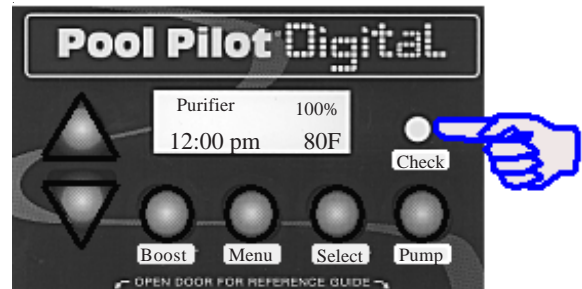 Pool Pilot Digital
Purifier 100%
12:00 pm 80F
Check
Boost Menu Select Pump
OPEN DOOR FOR REFERENCE GUIDE